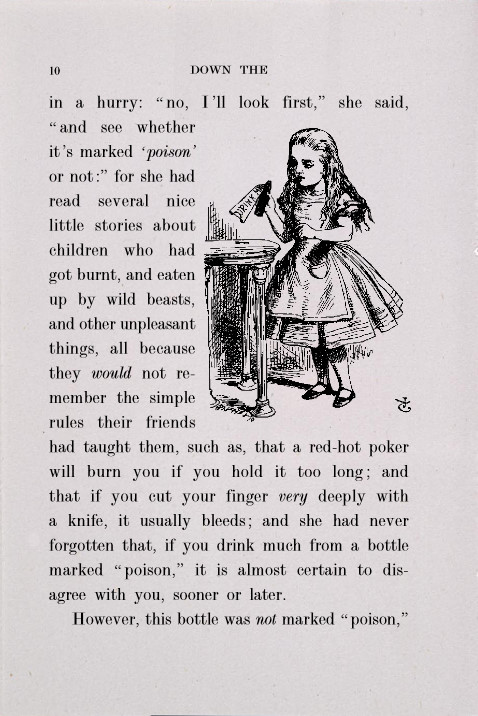 10
DOWN THE
in a hurry: “no, I’ll look first,” she said,
“and see whether
it’s marked ‘poison’
or not:” for she had
read several nice
little stories about
children who had
got burnt, and eaten
up by wild beasts,
and other unpleasant
things, all because
they would not re-
member the simple
rules their friends
had taught them, such as, that a red-hot poker
will burn you if you hold it too long; and
that if you cut your finger very deeply with
a knife, it usually bleeds; and she had never
forgotten that, if you drink much from a bottle
marked “poison,” it is almost certain to dis-
agree with you, sooner or later.
However, this bottle was not marked “poison,”
DRINK